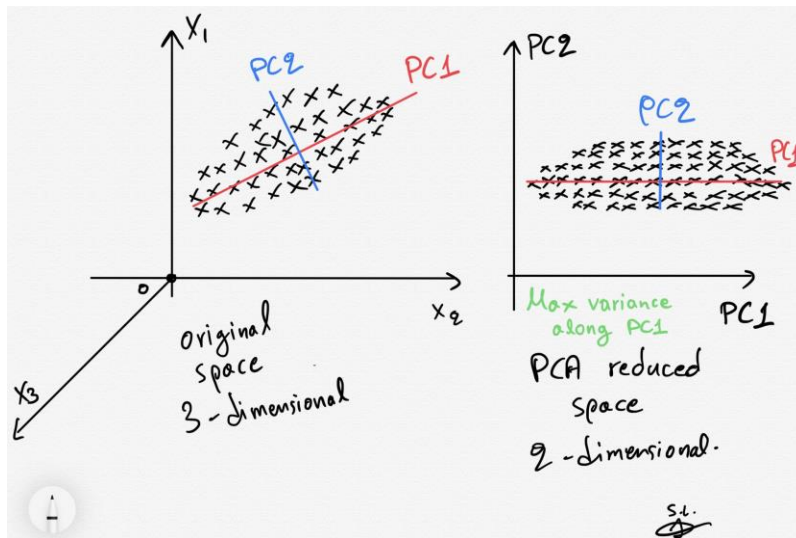 X₁
PC2
PC1
0
X₂
X₃
original
space
3-dimensional
PC2
PC2
PC1
Max variance
along PC1
PC1
PCA reduced
space
2-dimensional.
S.L.